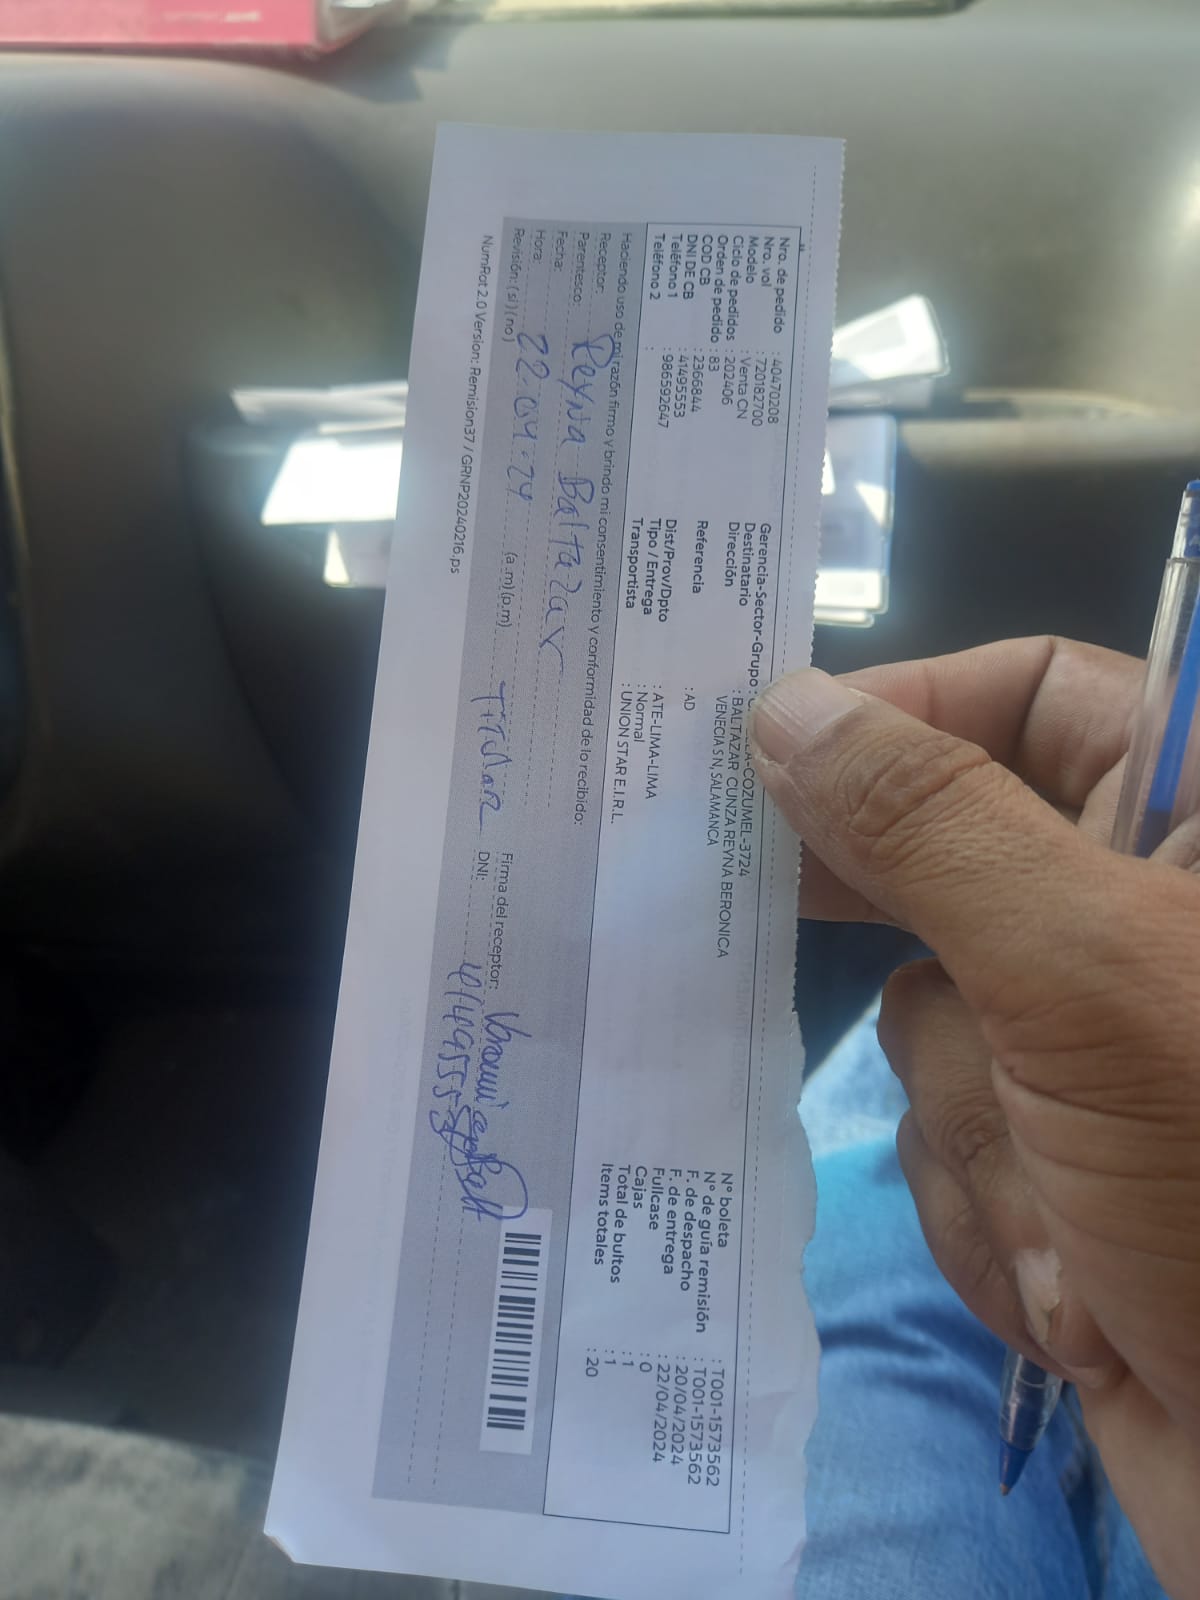 Nro. de pedido : 40470208
Nro. vol : 720182700
Modelo : Venta CN
Ciclo de pedidos : 202406
Orden de pedido : 83
COD CB : 2366844
DNI DE CB : 41495553
Teléfono 1 : 986592647
Teléfono 2 :
Gerencia-Sector-Grupo : LA-COZUMEL-3724
Destinatario : BALTAZAR CUNZA REYNA BERONICA
Dirección VENECIA S N,SALAMANCA
Referencia : AD
Dist/Prov/Dpto : ATE-LIMA-LIMA
Tipo / Entrega : Normal
Transportista : UNION STAR E.I.R.L.
N° boleta : T001-1573562
N° de guía remisión : T001-1573562
F. de despacho : 20/04/2024
F. de entrega : 22/04/2024
Fullcase : 0
Cajas : 1
Total de bultos : 1
Items totales : 20
Haciendo uso de mi razón firmo y brindo mi consentimiento y conformidad de lo recibido:
Receptor: Reyna Baltazar
Parentesco:
Fecha: 22.04.24
Hora: (a .m) (p.m) Titular
Revisión: ( si ) ( no )
Firma del receptor:
DNI: 41495553
NumRot 2.0 Version: Remision37 / GRNP20240216.ps